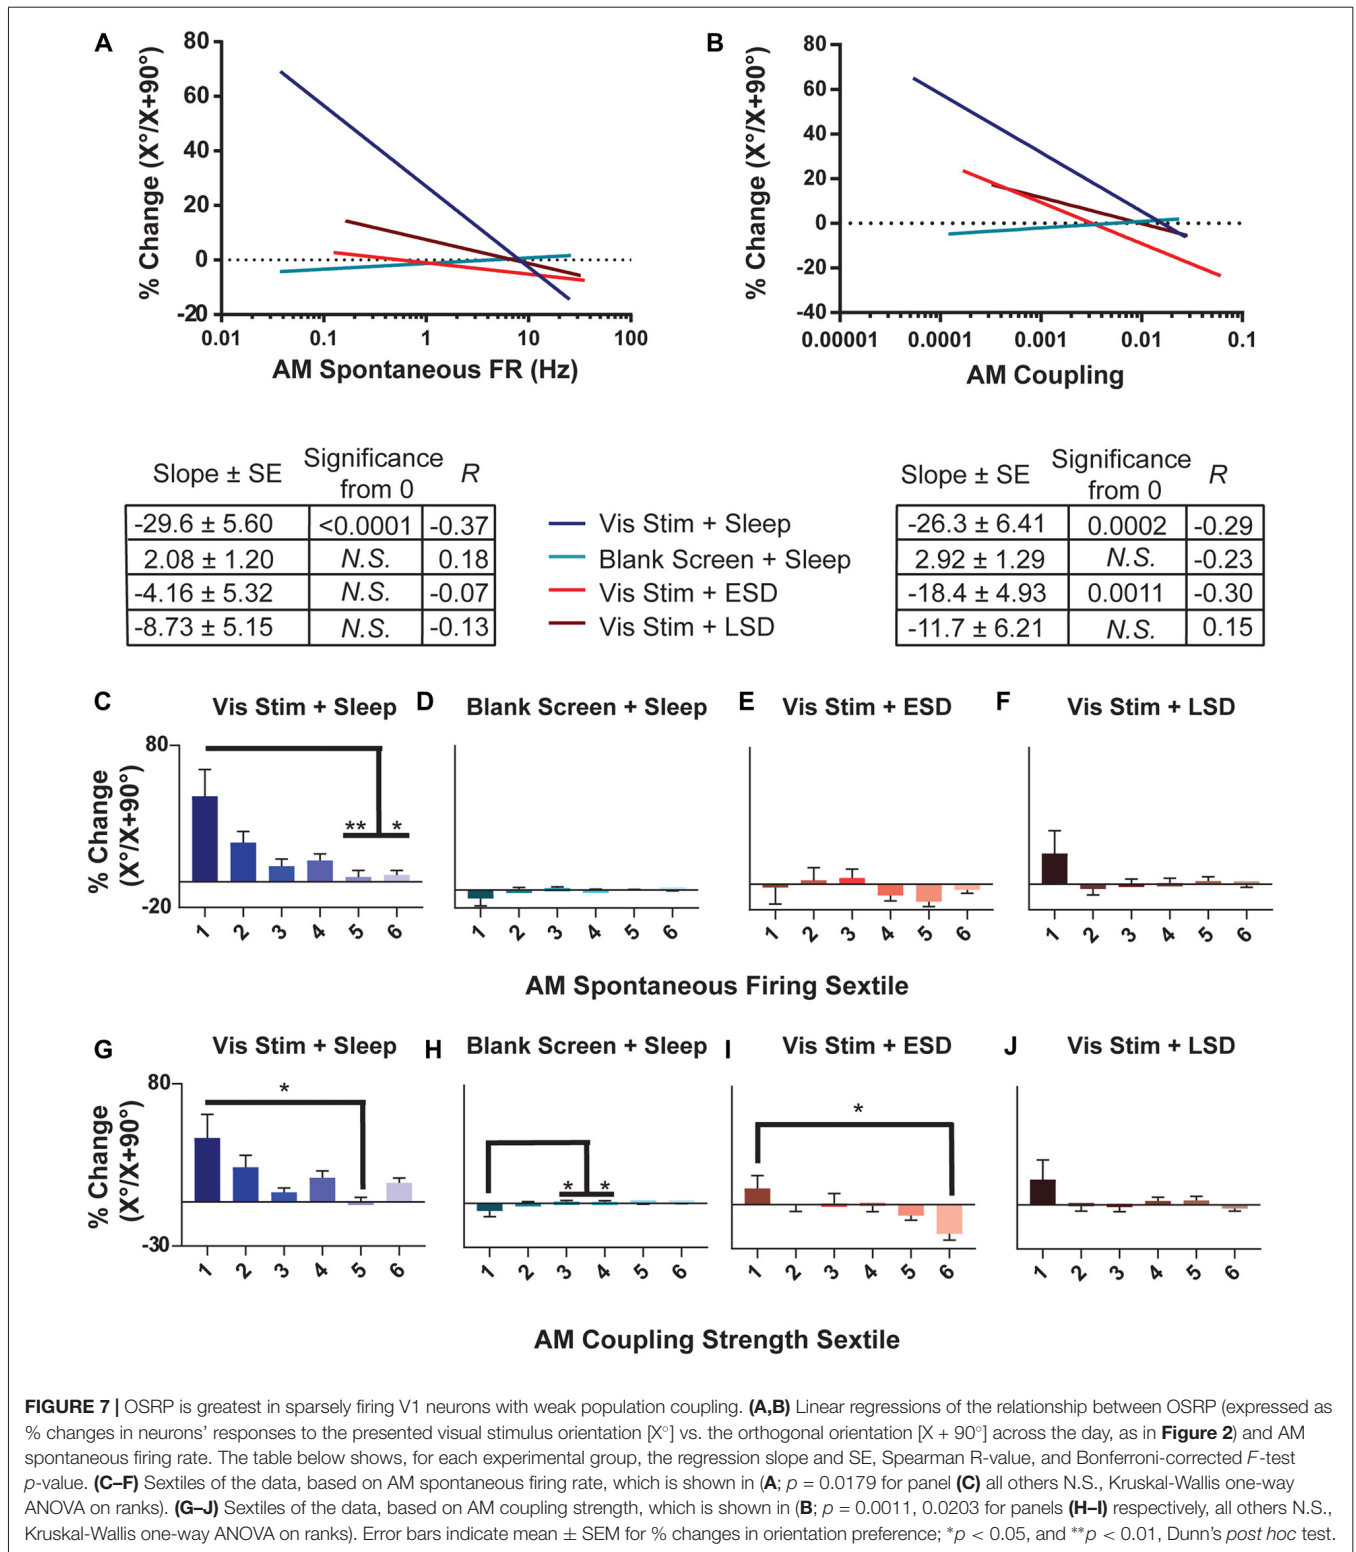 A
B
80
60
40
20
0
-20
% Change (X°/X+90°)
0.01 0.1 1 10 100
AM Spontaneous FR (Hz)
80
60
40
20
0
-20
-40
% Change (X°/X+90°)
0.00001 0.0001 0.001 0.01 0.1
AM Coupling
Slope ± SE Significance from 0 R
-29.6 ± 5.60 <0.0001 -0.37
2.08 ± 1.20 N.S. 0.18
-4.16 ± 5.32 N.S. -0.07
-8.73 ± 5.15 N.S. -0.13
Vis Stim + Sleep
Blank Screen + Sleep
Vis Stim + ESD
Vis Stim + LSD
Slope ± SE Significance from 0 R
-26.3 ± 6.41 0.0002 -0.29
2.92 ± 1.29 N.S. -0.23
-18.4 ± 4.93 0.0011 -0.30
-11.7 ± 6.21 N.S. 0.15
C Vis Stim + Sleep D Blank Screen + Sleep E Vis Stim + ESD F Vis Stim + LSD
80
-20
% Change
(X°/X+90°)
** *
1 2 3 4 5 6 1 2 3 4 5 6 1 2 3 4 5 6 1 2 3 4 5 6
AM Spontaneous Firing Sextile
G Vis Stim + Sleep H Blank Screen + Sleep I Vis Stim + ESD J Vis Stim + LSD
80
-30
% Change
(X°/X+90°)
* * * *
1 2 3 4 5 6 1 2 3 4 5 6 1 2 3 4 5 6 1 2 3 4 5 6
AM Coupling Strength Sextile
FIGURE 7 | OSRP is greatest in sparsely firing V1 neurons with weak population coupling. (A,B) Linear regressions of the relationship between OSRP (expressed as
% changes in neurons' responses to the presented visual stimulus orientation [X°] vs. the orthogonal orientation [X + 90°] across the day, as in Figure 2) and AM
spontaneous firing rate. The table below shows, for each experimental group, the regression slope and SE, Spearman R-value, and Bonferroni-corrected F-test
p-value. (C–F) Sextiles of the data, based on AM spontaneous firing rate, which is shown in (A; p = 0.0179 for panel (C) all others N.S., Kruskal-Wallis one-way
ANOVA on ranks). (G–J) Sextiles of the data, based on AM coupling strength, which is shown in (B; p = 0.0011, 0.0203 for panels (H–I) respectively, all others N.S.,
Kruskal-Wallis one-way ANOVA on ranks). Error bars indicate mean ± SEM for % changes in orientation preference; *p < 0.05, and **p < 0.01, Dunn's post hoc test.